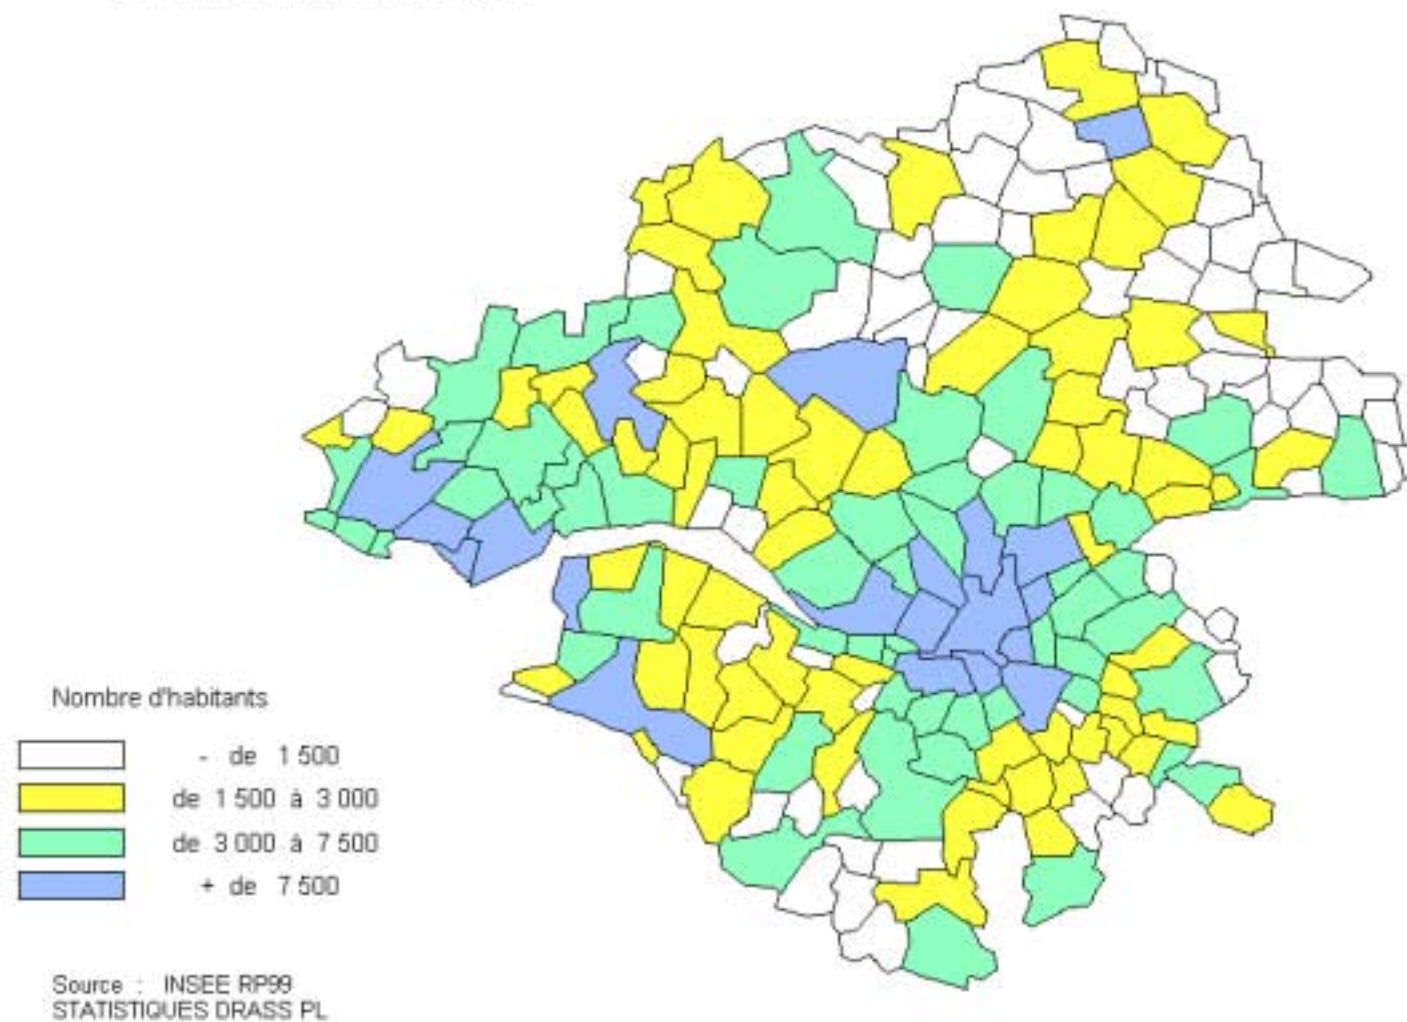 Nombre d'habitants
- de 1 500
de 1 500 à 3 000
de 3 000 à 7 500
+ de 7 500
Source : INSEE RP99
STATISTIQUES DRASS PL